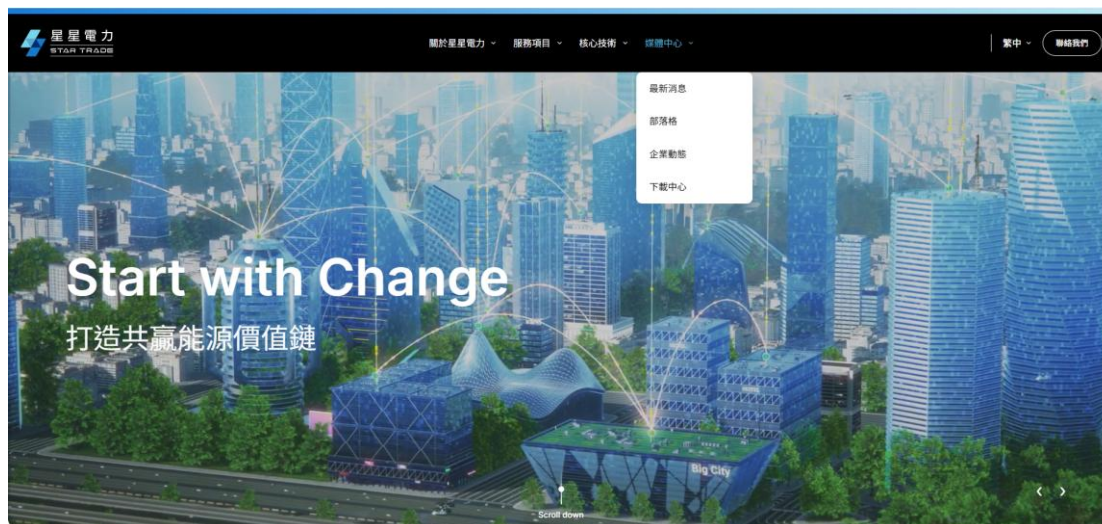 星星電力
STAR TRADE
關於星星電力
服務項目
核心技術
媒體中心
繁中
聯絡我們
最新消息
部落格
企業動態
下載中心
Start with Change
打造共贏能源價值鏈
Big City
Scroll down